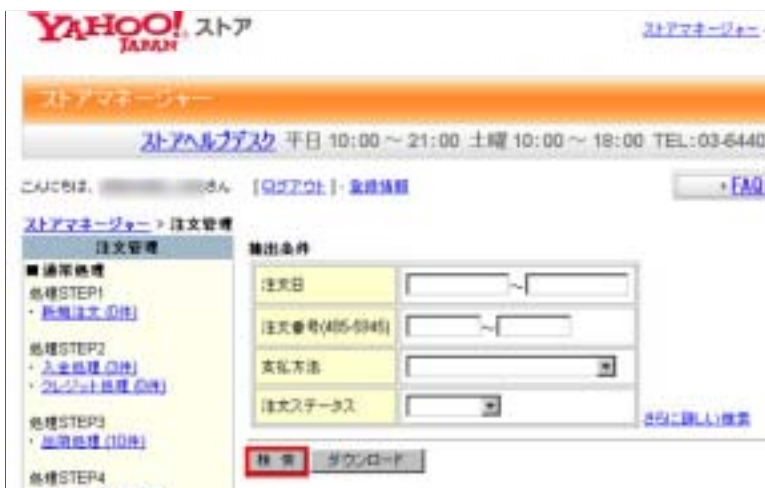 YAHOO! ストア
JAPAN
ストアマネージャー
ストアマネージャー
ストアヘルプデスク 平日 10:00 ~ 21:00 土曜 10:00 ~ 18:00 TEL:03-6440
こんにちは、 さん [ログアウト] - 登録情報
FAQ
ストアマネージャー > 注文管理
注文管理
抽出条件
■通常処理
処理STEP1
・新規注文 (0件)
処理STEP2
・入金処理 (3件)
・クレジット処理 (0件)
処理STEP3
・出荷処理 (10件)
処理STEP4
注文日 ~
注文番号(485-5945) ~
支払方法
注文ステータス
さらに詳しい検索
検 索 ダウンロード